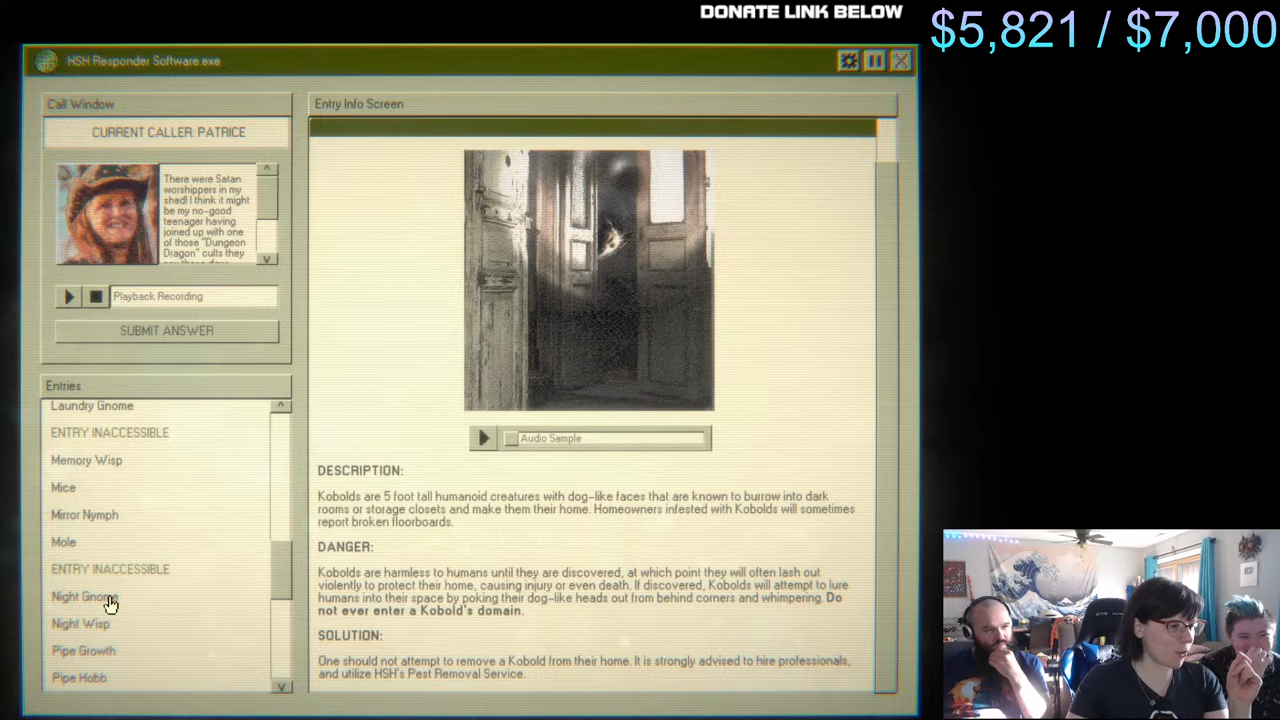 DONATE LINK BELOW
$5,821 / $7,000
HSH Responder Software.exe
Call Window
CURRENT CALLER: PATRICE
There were Satan
worshippers in my
shed! I think it might
be my no-good
teenager having
joined up with one
of those "Dungeon
Dragon" cults they
Playback Recording
SUBMIT ANSWER
Entries
Laundry Gnome
ENTRY INACCESSIBLE
Memory Wisp
Mice
Mirror Nymph
Mole
ENTRY INACCESSIBLE
Night Gnome
Night Wisp
Pipe Growth
Pipe Hobb
Entry Info Screen
Audio Sample
DESCRIPTION:
Kobolds are 5 foot tall humanoid creatures with dog-like faces that are known to burrow into dark
rooms or storage closets and make them their home. Homeowners infested with Kobolds will sometimes
report broken floorboards.
DANGER:
Kobolds are harmless to humans until they are discovered, at which point they will often lash out
violently to protect their home, causing injury or even death. If discovered, Kobolds will attempt to lure
humans into their space by poking their dog-like heads out from behind corners and whimpering. Do
not ever enter a Kobold's domain.
SOLUTION:
One should not attempt to remove a Kobold from their home. It is strongly advised to hire professionals,
and utilize HSH's Pest Removal Service.